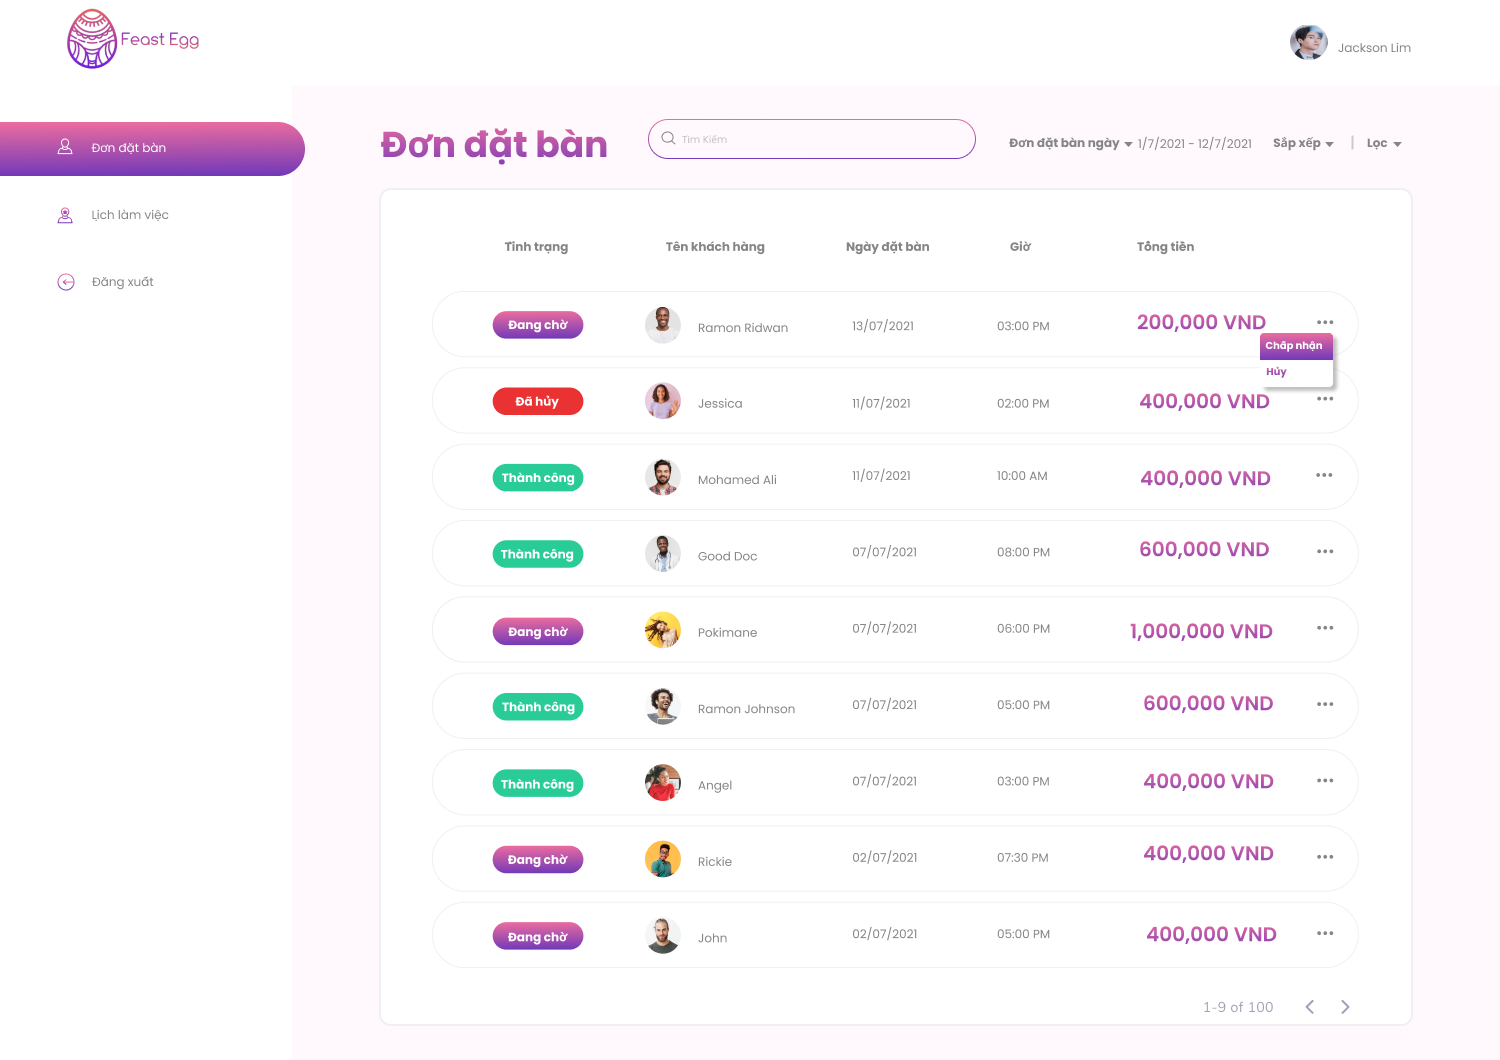 Feast Egg
Jackson Lim
Đơn đặt bàn
Lịch làm việc
Đăng xuất
Đơn đặt bàn
Tìm Kiếm
Đơn đặt bàn ngày 1/7/2021 - 12/7/2021 Sắp xếp | Lọc
Tình trạng Tên khách hàng Ngày đặt bàn Giờ Tổng tiền
Đang chờ Ramon Ridwan 13/07/2021 03:00 PM 200,000 VND
Chấp nhận
Hủy
Đã hủy Jessica 11/07/2021 02:00 PM 400,000 VND
Thành công Mohamed Ali 11/07/2021 10:00 AM 400,000 VND
Thành công Good Doc 07/07/2021 08:00 PM 600,000 VND
Đang chờ Pokimane 07/07/2021 06:00 PM 1,000,000 VND
Thành công Ramon Johnson 07/07/2021 05:00 PM 600,000 VND
Thành công Angel 07/07/2021 03:00 PM 400,000 VND
Đang chờ Rickie 02/07/2021 07:30 PM 400,000 VND
Đang chờ John 02/07/2021 05:00 PM 400,000 VND
1-9 of 100